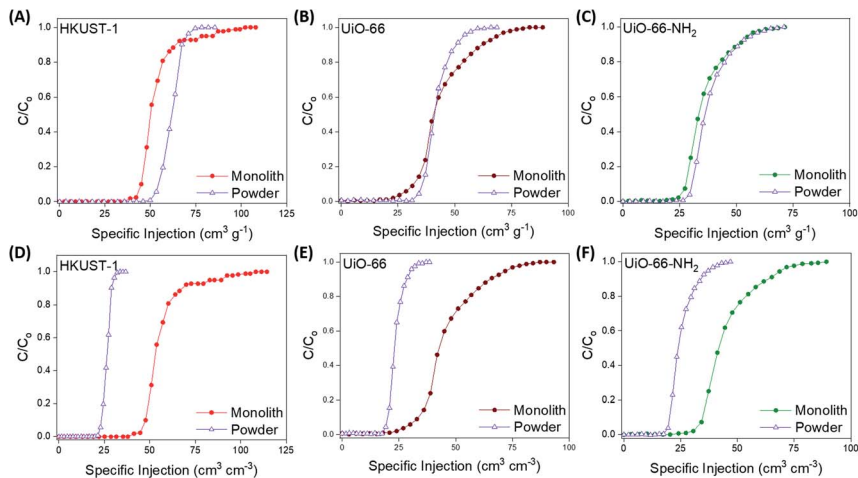 (A)
HKUST-1
1.0
0.8
0.6
0.4
0.2
0.0
C/Co
Monolith
Powder
0 25 50 75 100 125
Specific Injection (cm³ g⁻¹)
(B)
UiO-66
1.0
0.8
0.6
0.4
0.2
0.0
C/Co
Monolith
Powder
0 25 50 75 100
Specific Injection (cm³ g⁻¹)
(C)
UiO-66-NH₂
1.0
0.8
0.6
0.4
0.2
0.0
C/Co
Monolith
Powder
0 25 50 75 100
Specific Injection (cm³ g⁻¹)
(D)
HKUST-1
1.0
0.8
0.6
0.4
0.2
0.0
C/Co
Monolith
Powder
0 25 50 75 100 125
Specific Injection (cm³ cm⁻³)
(E)
UiO-66
1.0
0.8
0.6
0.4
0.2
0.0
C/Co
Monolith
Powder
0 25 50 75 100
Specific Injection (cm³ cm⁻³)
(F)
UiO-66-NH₂
1.0
0.8
0.6
0.4
0.2
0.0
C/Co
Monolith
Powder
0 25 50 75 100
Specific Injection (cm³ cm⁻³)